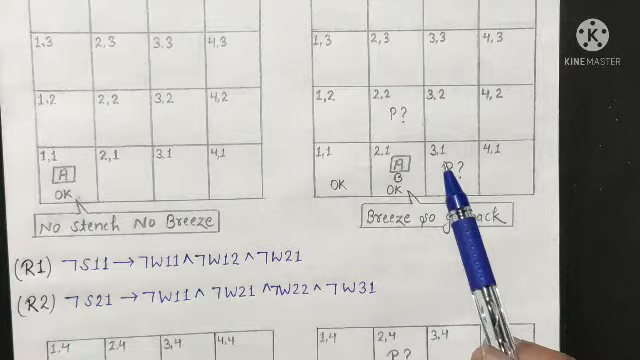 1,3 2,3 3,3 4,3
1,2 2,2 3,2 4,2
1,1 2,1 3,1 4,1
A
OK
No stench No Breeze
1,3 2,3 3,3 4,3
1,2 2,2 3,2 4,2
P?
1,1 2,1 3,1 4,1
A P?
B
OK OK
Breeze so
K
KINEMASTER
(R1) ¬S11 → ¬W11 ∧ ¬W12 ∧ ¬W21
(R2) ¬S21 → ¬W11 ∧ ¬W21 ∧ ¬W22 ∧ ¬W31
1,4 2,4 3,4 4,4
1,4 2,4 3,4
P?